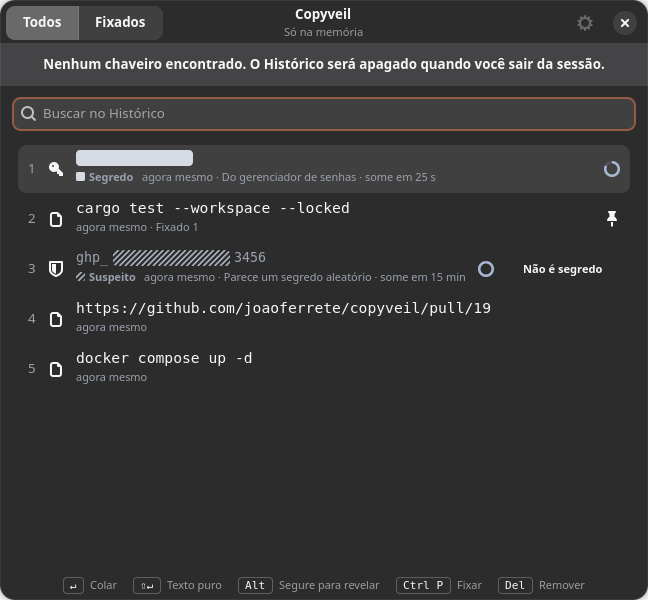 Todos Fixados Copyveil
Só na memória
Nenhum chaveiro encontrado. O Histórico será apagado quando você sair da sessão.
Buscar no Histórico
1
Segredo agora mesmo · Do gerenciador de senhas · some em 25 s
2 cargo test --workspace --locked
agora mesmo · Fixado 1
3 ghp_ 3456
Suspeito agora mesmo · Parece um segredo aleatório · some em 15 min Não é segredo
4 https://github.com/joaoferrete/copyveil/pull/19
agora mesmo
5 docker compose up -d
agora mesmo
↵ Colar ⇧↵ Texto puro Alt Segure para revelar Ctrl P Fixar Del Remover